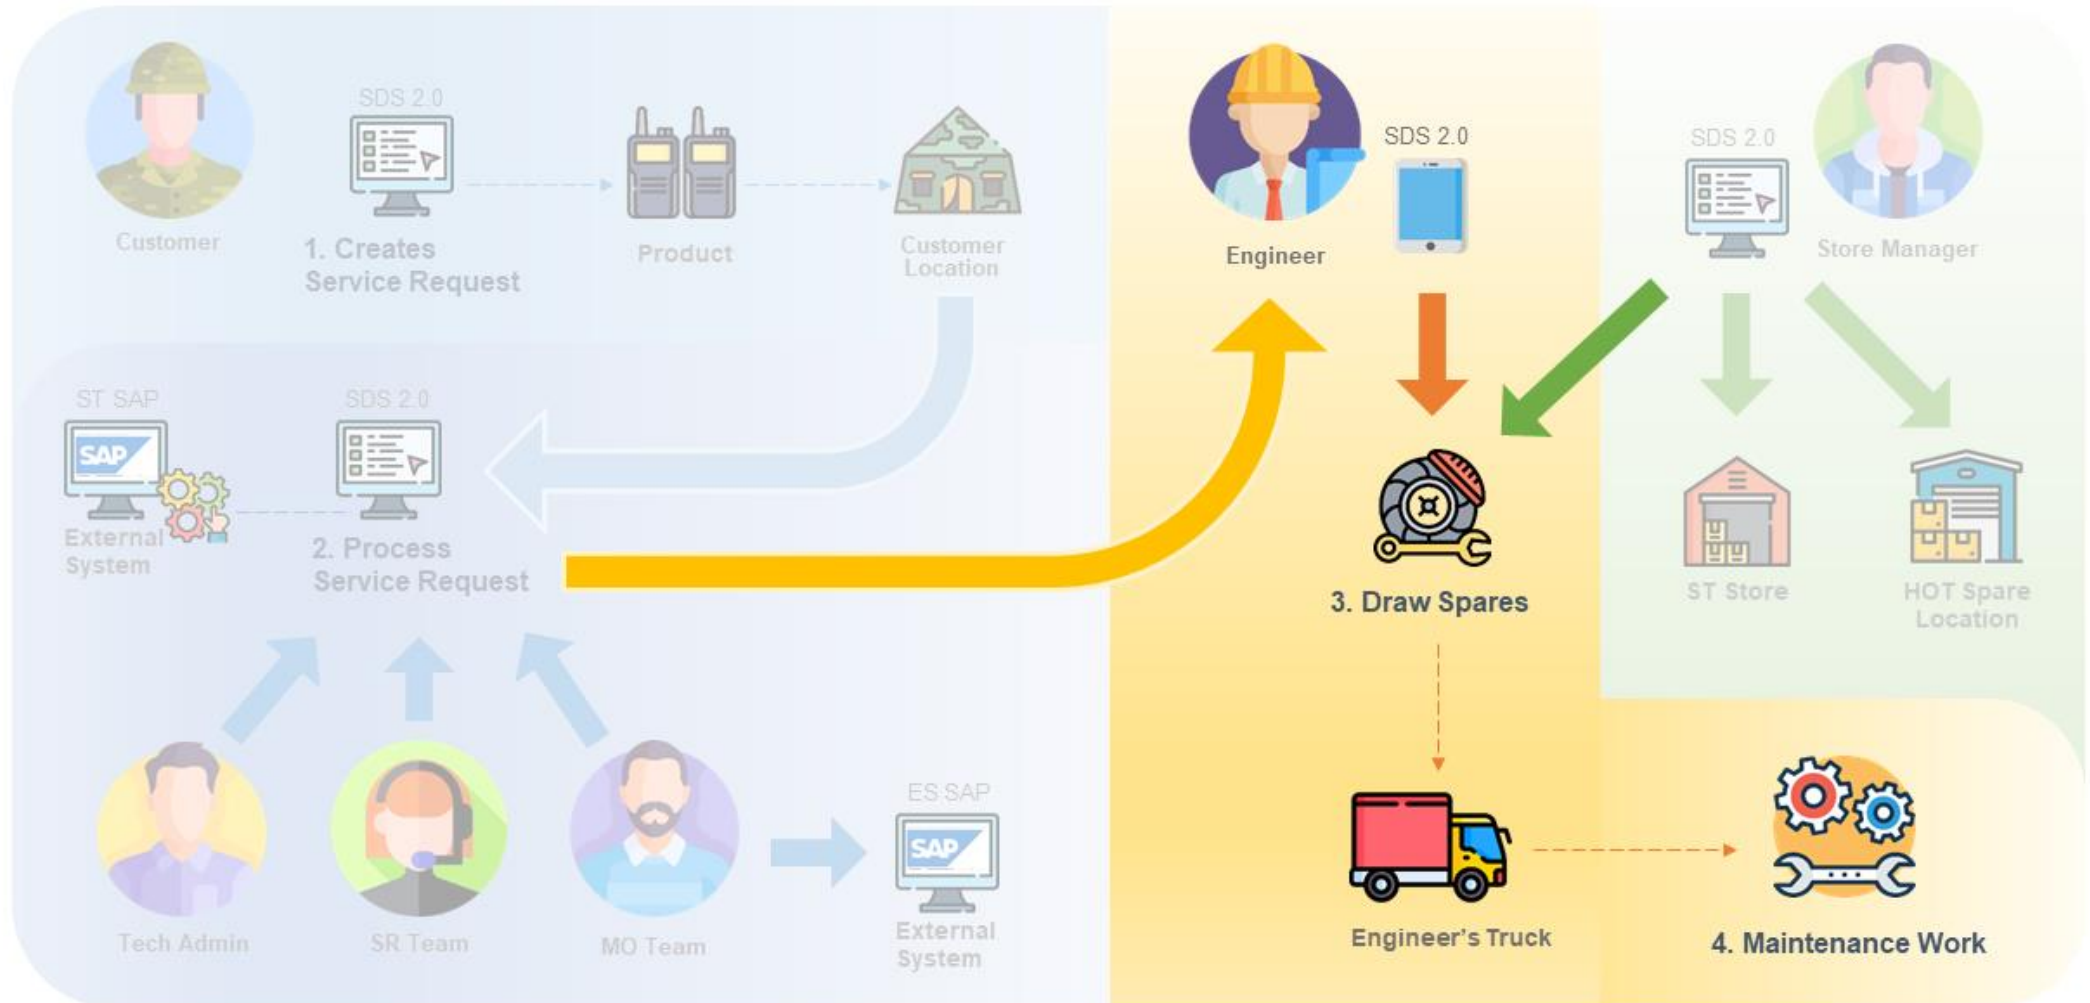 SDS 2.0
Customer
1. Creates
Service Request
Product
Customer
Location
ST SAP
SAP
External
System
SDS 2.0
2. Process
Service Request
Tech Admin
SR Team
MO Team
ES SAP
SAP
External
System
SDS 2.0
Engineer
3. Draw Spares
Engineer's Truck
4. Maintenance Work
SDS 2.0
Store Manager
ST Store
HOT Spare
Location